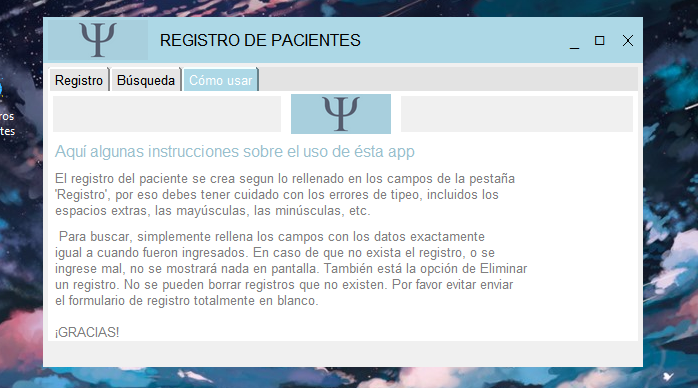 Ψ REGISTRO DE PACIENTES
Registro Búsqueda Cómo usar
Ψ
ros
tes
Aquí algunas instrucciones sobre el uso de ésta app
El registro del paciente se crea segun lo rellenado en los campos de la pestaña
'Registro', por eso debes tener cuidado con los errores de tipeo, incluidos los
espacios extras, las mayúsculas, las minúsculas, etc.
Para buscar, simplemente rellena los campos con los datos exactamente
igual a cuando fueron ingresados. En caso de que no exista el registro, o se
ingrese mal, no se mostrará nada en pantalla. También está la opción de Eliminar
un registro. No se pueden borrar registros que no existen. Por favor evitar enviar
el formulario de registro totalmente en blanco.
¡GRACIAS!